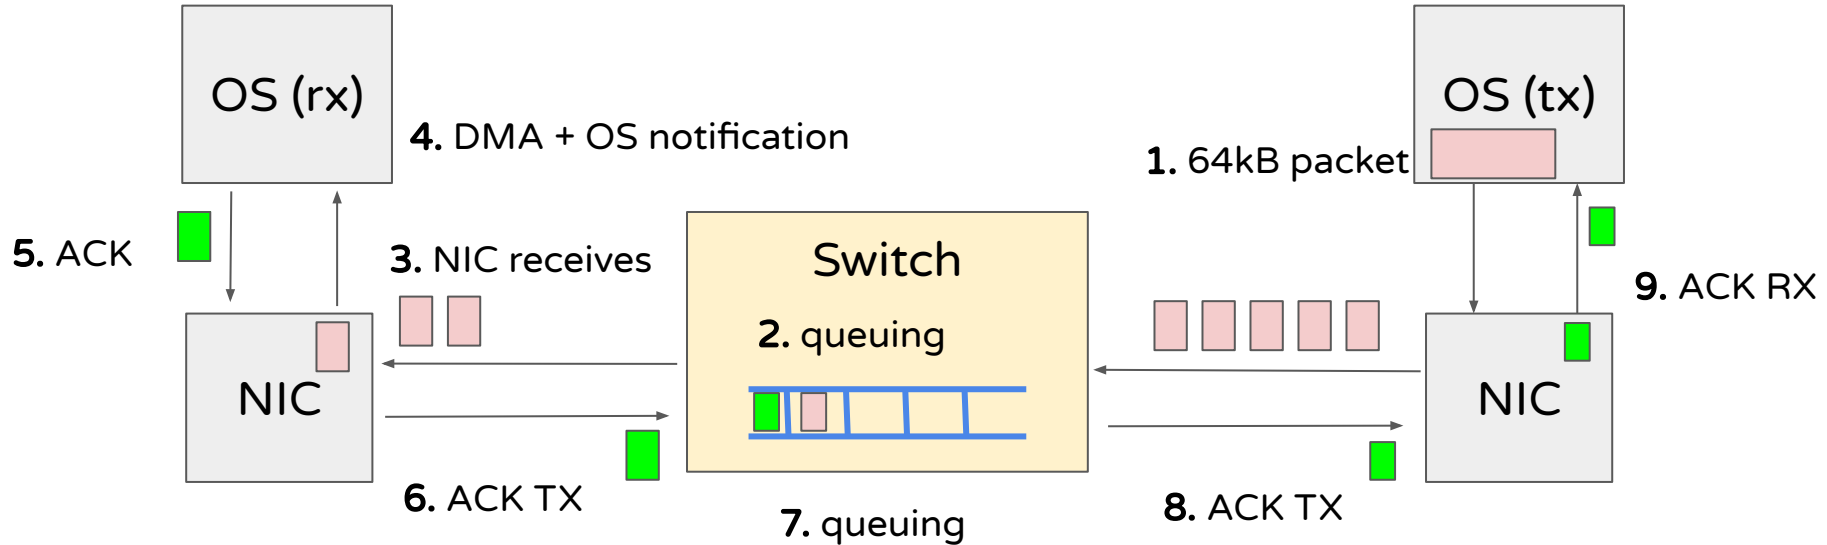 OS (rx)
OS (tx)
4. DMA + OS notification
1. 64kB packet
5. ACK
3. NIC receives
Switch
9. ACK RX
2. queuing
NIC
NIC
6. ACK TX
7. queuing
8. ACK TX